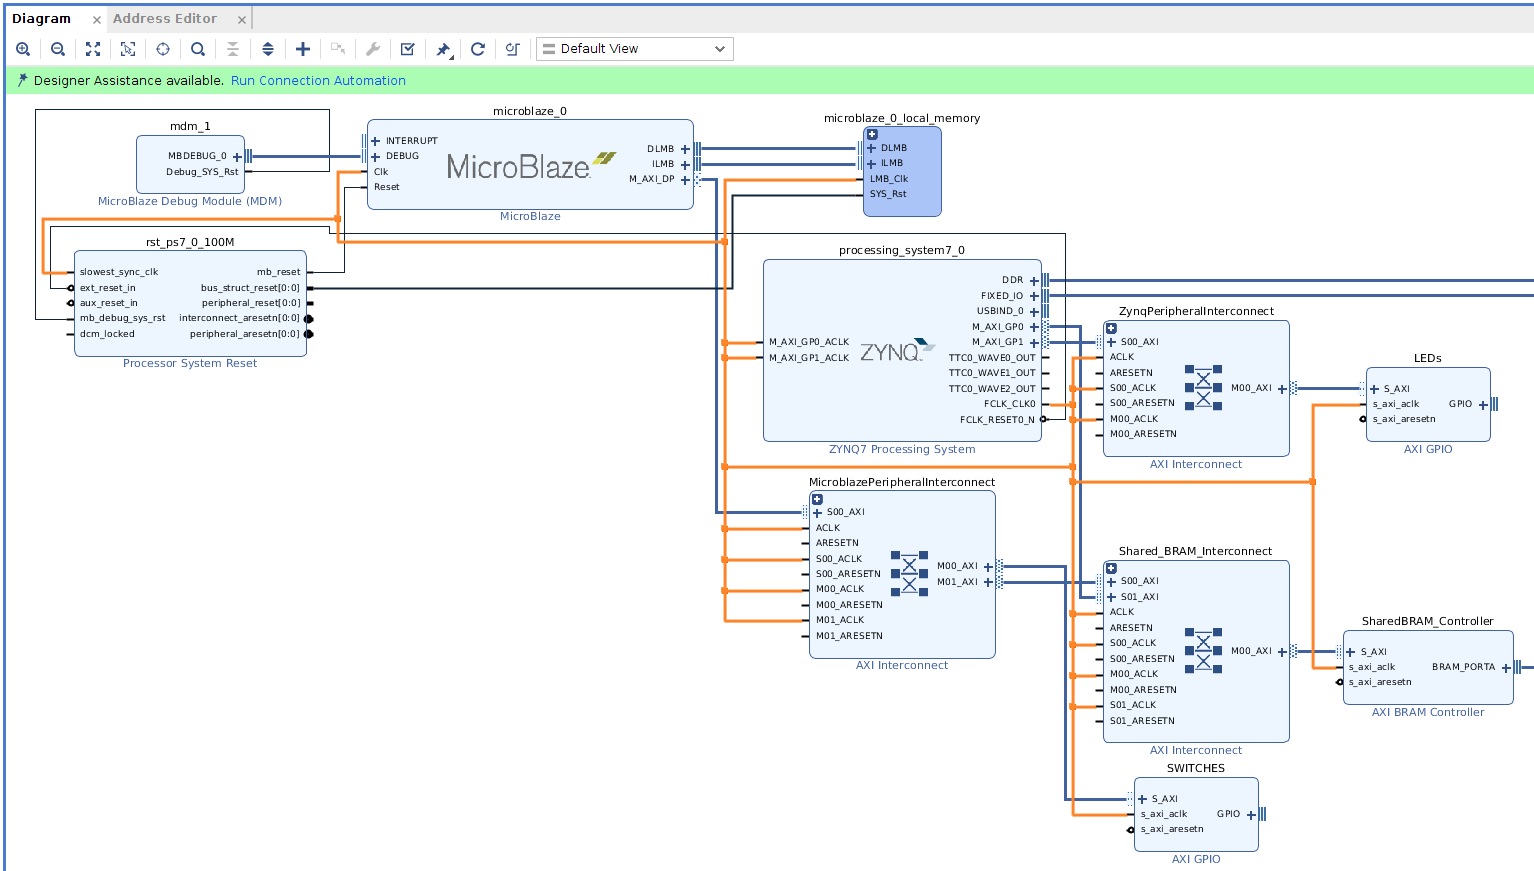 Diagram × Address Editor ×
Default View
Designer Assistance available. Run Connection Automation
mdm_1
MBDEBUG_0
Debug_SYS_Rst
MicroBlaze Debug Module (MDM)
microblaze_0
INTERRUPT
DEBUG
Clk
Reset
MicroBlaze
DLMB
ILMB
M_AXI_DP
MicroBlaze
microblaze_0_local_memory
DLMB
ILMB
LMB_Clk
SYS_Rst
rst_ps7_0_100M
slowest_sync_clk
ext_reset_in
aux_reset_in
mb_debug_sys_rst
dcm_locked
mb_reset
bus_struct_reset[0:0]
peripheral_reset[0:0]
interconnect_aresetn[0:0]
peripheral_aresetn[0:0]
Processor System Reset
processing_system7_0
M_AXI_GP0_ACLK
M_AXI_GP1_ACLK
ZYNQ
DDR
FIXED_IO
USBIND_0
M_AXI_GP0
M_AXI_GP1
TTC0_WAVE0_OUT
TTC0_WAVE1_OUT
TTC0_WAVE2_OUT
FCLK_CLK0
FCLK_RESET0_N
ZYNQ7 Processing System
ZynqPeripheralInterconnect
S00_AXI
ACLK
ARESETN
S00_ACLK
S00_ARESETN
M00_ACLK
M00_ARESETN
M00_AXI
AXI Interconnect
LEDs
S_AXI
s_axi_aclk
s_axi_aresetn
GPIO
AXI GPIO
MicroblazePeripheralInterconnect
S00_AXI
ACLK
ARESETN
S00_ACLK
S00_ARESETN
M00_ACLK
M00_ARESETN
M01_ACLK
M01_ARESETN
M00_AXI
M01_AXI
AXI Interconnect
Shared_BRAM_Interconnect
S00_AXI
S01_AXI
ACLK
ARESETN
S00_ACLK
S00_ARESETN
M00_ACLK
M00_ARESETN
S01_ACLK
S01_ARESETN
M00_AXI
AXI Interconnect
SharedBRAM_Controller
S_AXI
s_axi_aclk
s_axi_aresetn
BRAM_PORTA
AXI BRAM Controller
SWITCHES
S_AXI
s_axi_aclk
s_axi_aresetn
GPIO
AXI GPIO